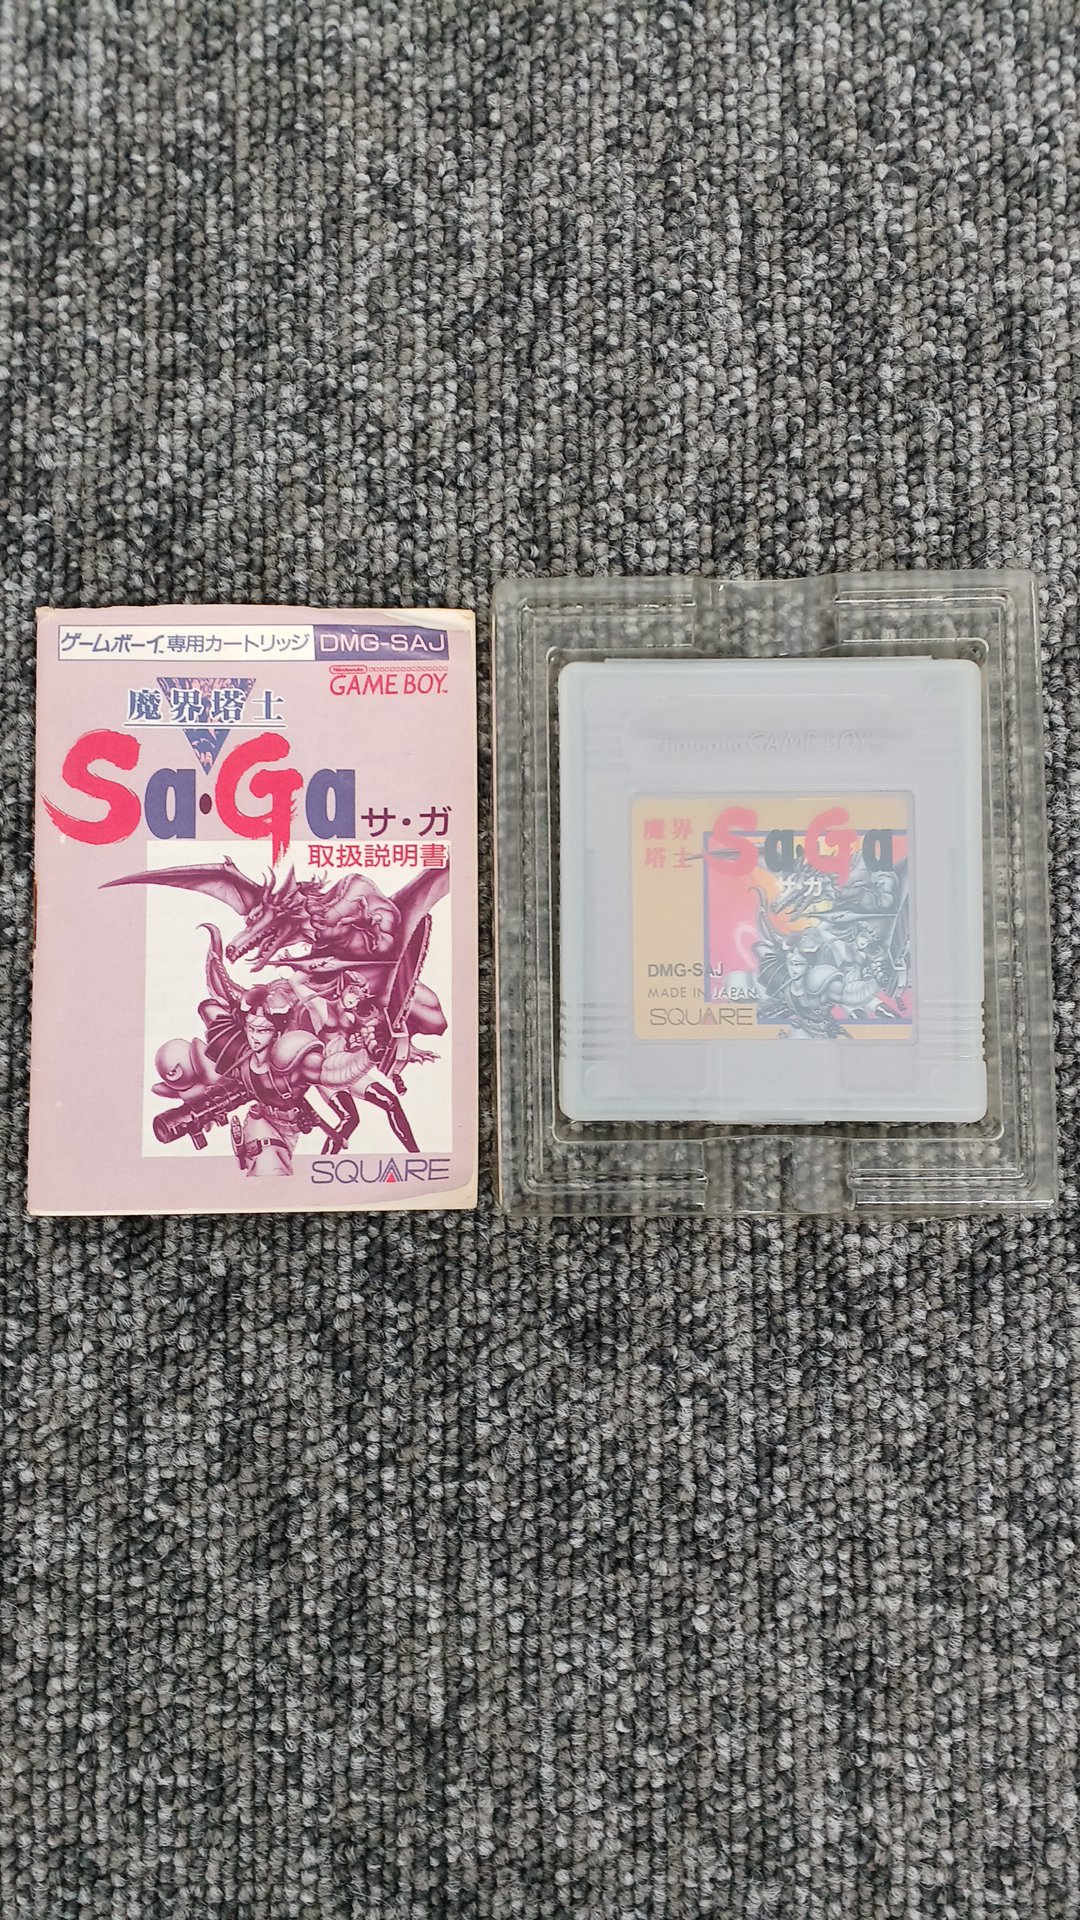 ゲームボーイ専用カートリッジ DMG-SAJ
Nintendo
GAME BOY™
魔界塔士
Sa・Ga サ・ガ
取扱説明書
SQUARE
Nintendo GAME BOY
魔界
塔士
Sa・Ga
サ・ガ
DMG-SAJ
MADE IN JAPAN
SQUARE